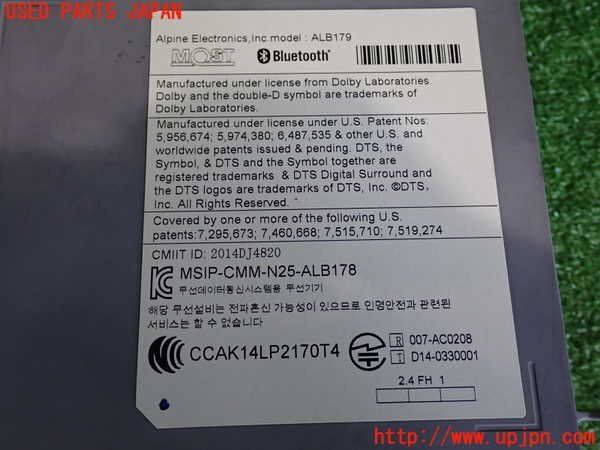 USED PARTS JAPAN
Alpine Electronics,Inc.model : ALB179
MOST Bluetooth®
Manufactured under license from Dolby Laboratories.
Dolby and the double-D symbol are trademarks of
Dolby Laboratories.
Manufactured under license under U.S. Patent Nos.
5,956,674; 5,974,380; 6,487,535 & other U.S. and
worldwide patents issued & pending. DTS, the
Symbol, & DTS and the Symbol together are
registered trademarks & DTS Digital Surround and
the DTS logos are trademarks of DTS, Inc. ©DTS,
Inc. All Rights Reserved.
Covered by one or more of the following U.S.
patents:7,295,673; 7,460,668; 7,515,710; 7,519,274
CMIIT ID: 2014DJ4820
MSIP-CMM-N25-ALB178
무선데이터통신시스템용 무선기기
해당 무선설비는 전파혼신 가능성이 있으므로 인명안전과 관련된
서비스는 할 수 없습니다
CCAK14LP2170T4
R 007-AC0208
T D14-0330001
2.4 FH 1
http://www.upjpn.com/